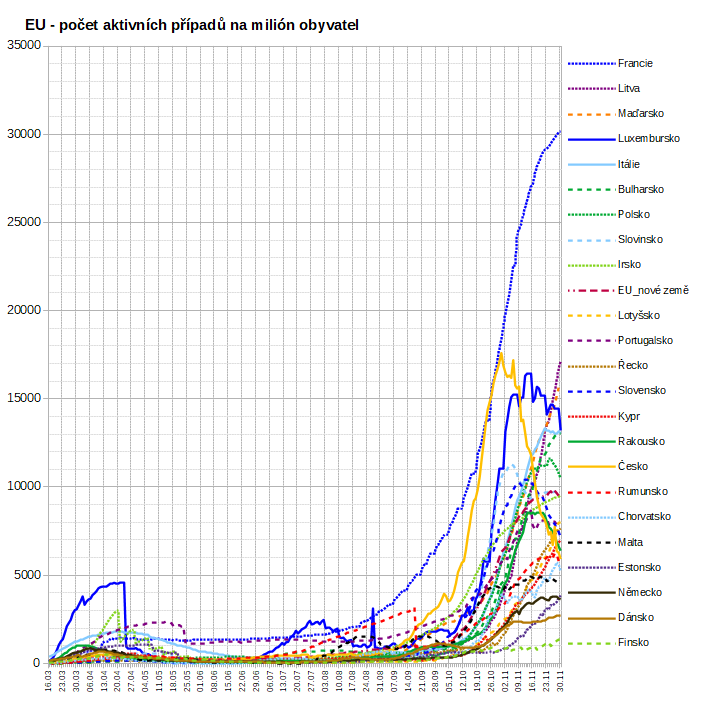 EU - počet aktivních případů na milión obyvatel
35000
30000
25000
20000
15000
10000
5000
0
16.03
23.03
30.03
06.04
13.04
20.04
27.04
04.05
11.05
18.05
25.05
01.06
08.06
15.06
22.06
29.06
06.07
13.07
20.07
27.07
03.08
10.08
17.08
24.08
31.08
07.09
14.09
21.09
28.09
05.10
12.10
19.10
26.10
02.11
09.11
16.11
23.11
30.11
Francie
Litva
Maďarsko
Luxembursko
Itálie
Bulharsko
Polsko
Slovinsko
Irsko
EU_nové země
Lotyšsko
Portugalsko
Řecko
Slovensko
Kypr
Rakousko
Česko
Rumunsko
Chorvatsko
Malta
Estonsko
Německo
Dánsko
Finsko